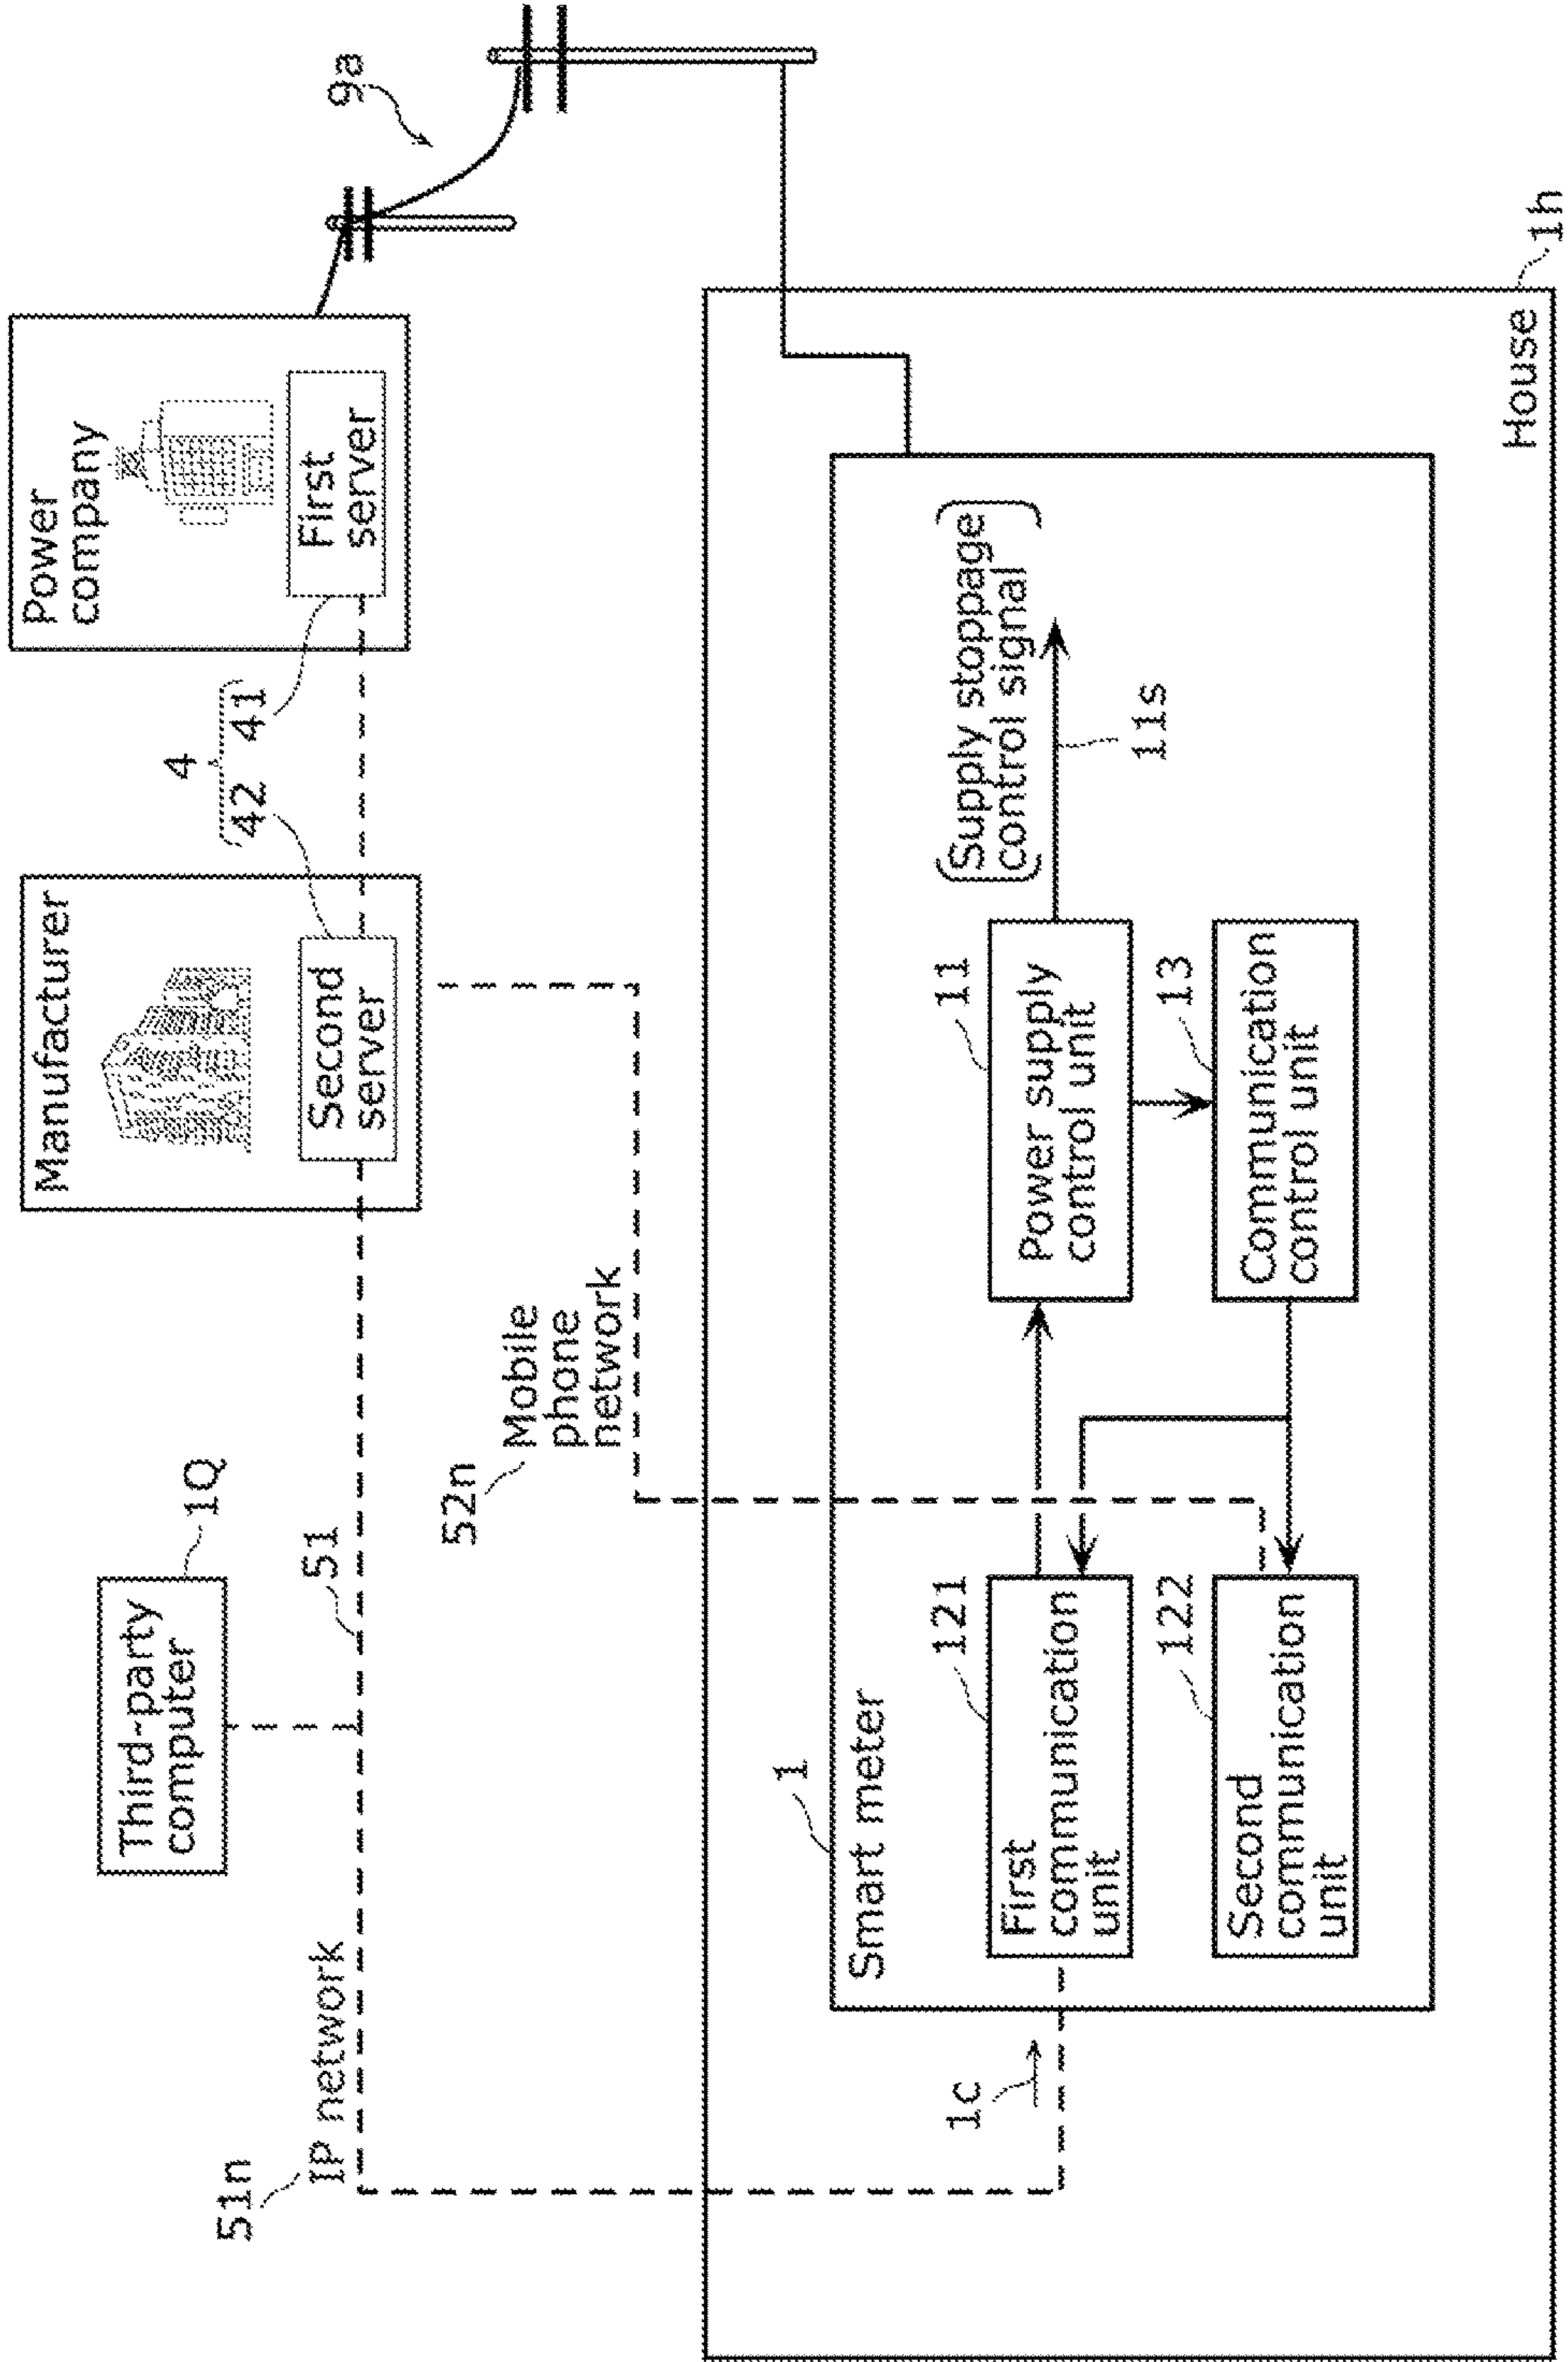 51n
IP network
Third-party
computer
1Q
51
Manufacturer
Second
server
4
42 41
Power
company
First
server
9a
52n
Mobile
phone
network
1c
1
Smart meter
121
First
communication
unit
122
Second
communication
unit
11
Power supply
control unit
13
Communication
control unit
(Supply stoppage
control signal)
11s
House
1h